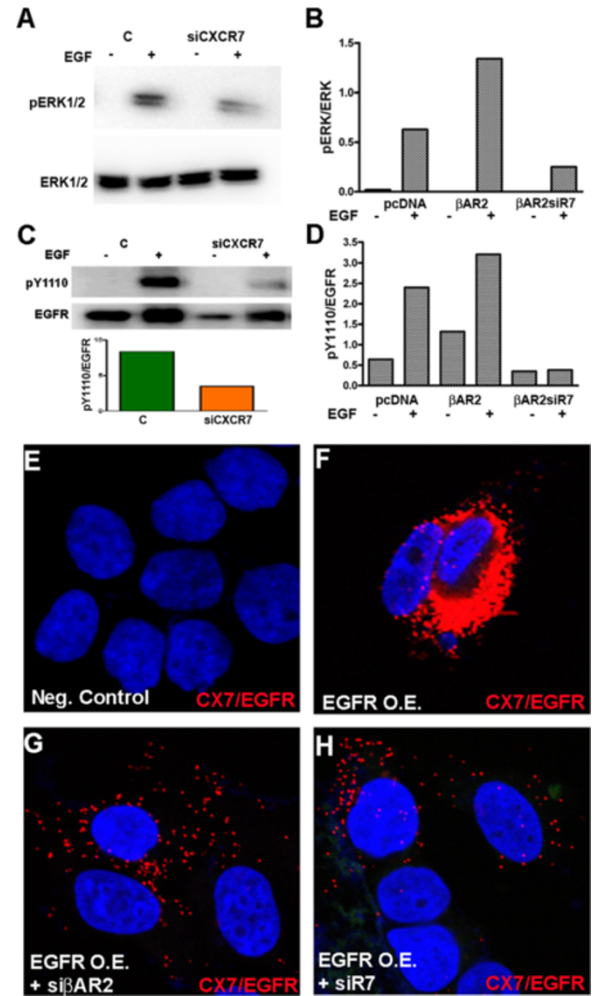 A
C siCXCR7
EGF - + - +
pERK1/2
ERK1/2
B
pERK/ERK
1.5
1.0
0.5
0.0
pcDNA βAR2 βAR2siR7
EGF - + - + - +
C
C siCXCR7
EGF - + - +
pY1110
EGFR
pY1110/EGFR
10
5
0
C siCXCR7
D
pY1110/EGFR
3.5
3.0
2.5
2.0
1.5
1.0
0.5
0.0
pcDNA βAR2 βAR2siR7
EGF - + - + - +
E
Neg. Control CX7/EGFR
F
EGFR O.E. CX7/EGFR
G
EGFR O.E.
+ siβAR2 CX7/EGFR
H
EGFR O.E.
+ siR7 CX7/EGFR